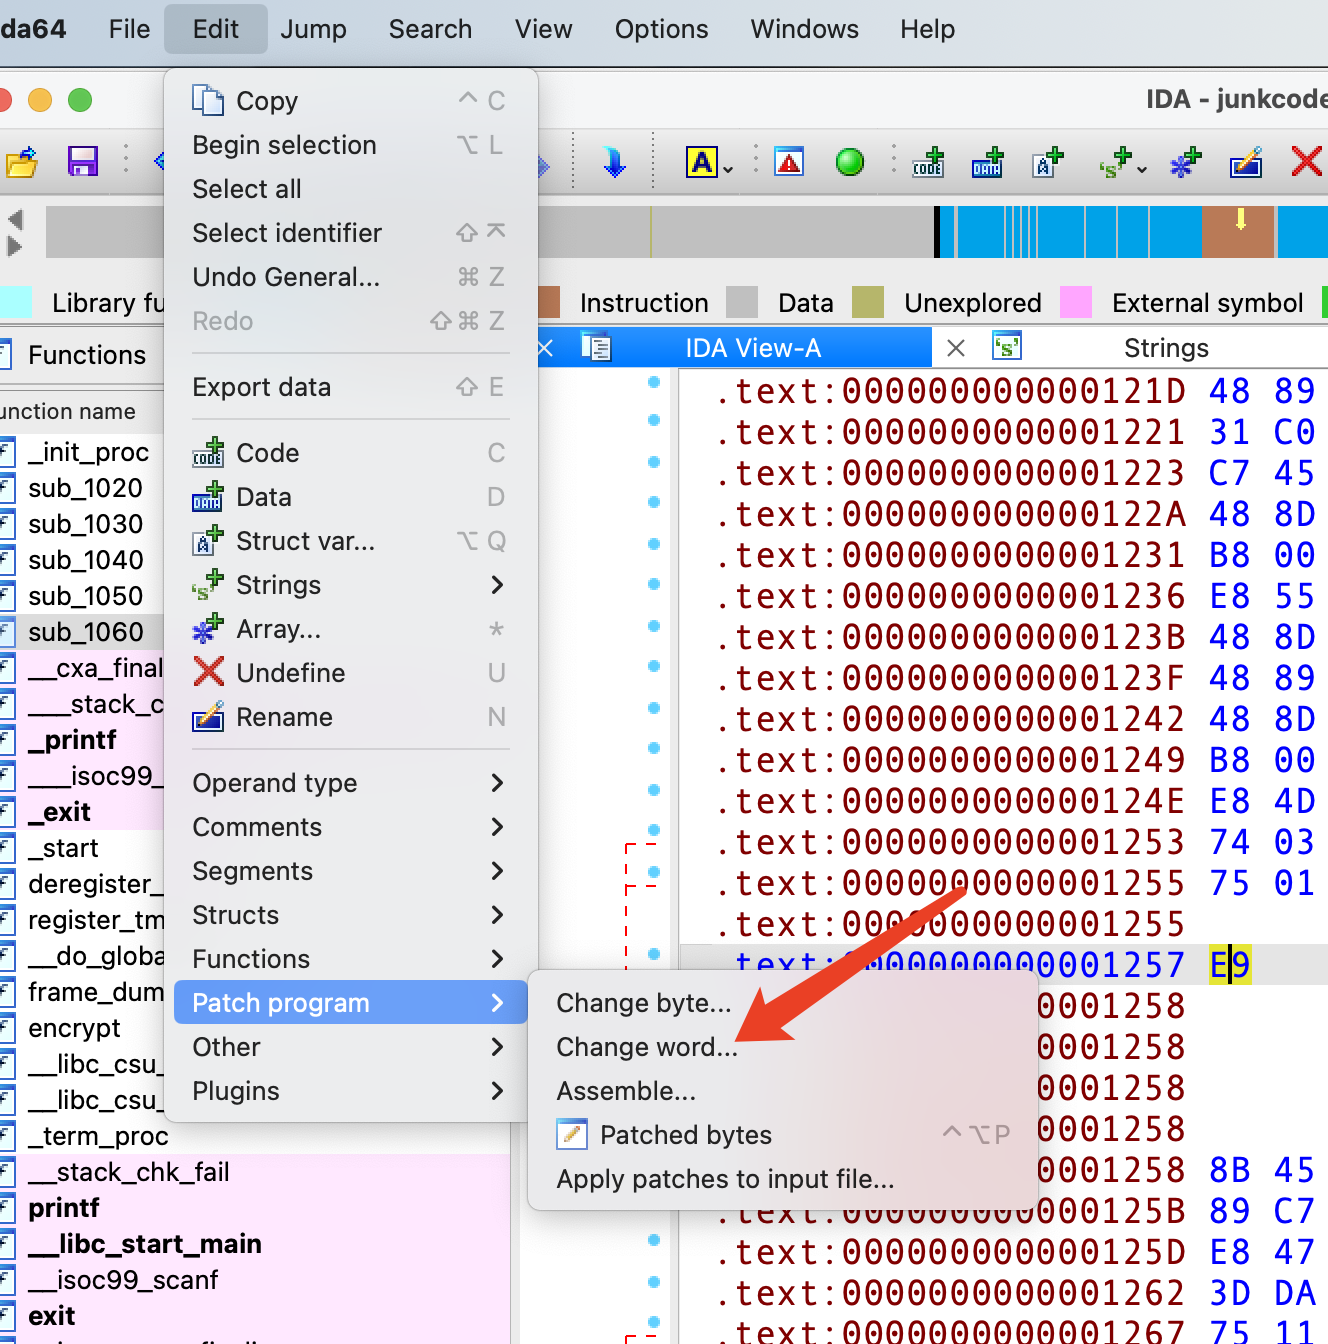 da64 File Edit Jump Search View Options Windows Help
IDA - junkcode
Copy ^ C
Begin selection ⌥ L
Select all
Select identifier ⇧ ⌅
Undo General... ⌘ Z
Redo ⇧ ⌘ Z
Export data ⇧ E
Code C
Data D
Struct var... ⌥ Q
Strings
Array... *
Undefine U
Rename N
Operand type
Comments
Segments
Structs
Functions
Patch program
Other
Plugins
Change byte...
Change word...
Assemble...
Patched bytes ^⌥P
Apply patches to input file...
Library fu Instruction Data Unexplored External symbol
Functions
IDA View-A
Strings
unction name
_init_proc
sub_1020
sub_1030
sub_1040
sub_1050
sub_1060
__cxa_final
___stack_c
_printf
___isoc99_
_exit
_start
deregister_
register_tm
__do_globa
frame_dum
encrypt
__libc_csu_
__libc_csu_
_term_proc
__stack_chk_fail
printf
__libc_start_main
__isoc99_scanf
exit
.text:000000000000121D 48 89
.text:0000000000001221 31 C0
.text:0000000000001223 C7 45
.text:000000000000122A 48 8D
.text:0000000000001231 B8 00
.text:0000000000001236 E8 55
.text:000000000000123B 48 8D
.text:000000000000123F 48 89
.text:0000000000001242 48 8D
.text:0000000000001249 B8 00
.text:000000000000124E E8 4D
.text:0000000000001253 74 03
.text:0000000000001255 75 01
.text:0000000000001255
.text:0000000000001257 E9
0001258
0001258
0001258
0001258
0001258 8B 45
.text:000000000000125B 89 C7
.text:000000000000125D E8 47
.text:0000000000001262 3D DA
.text:0000000000001267 75 11